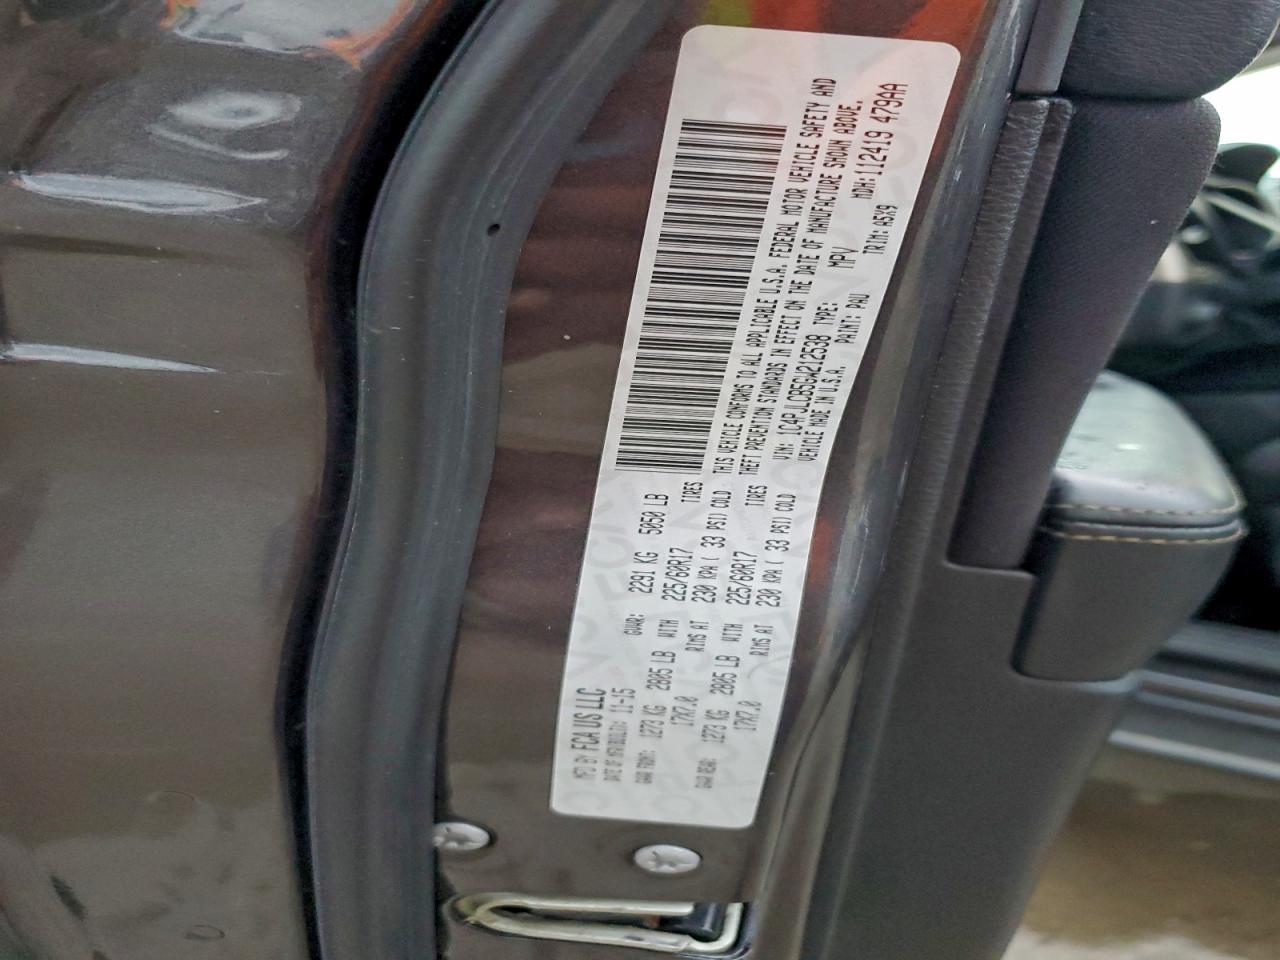 MFD BY FCA US LLC
DATE OF MFR/BUILT: 11-15 GVWR: 2291 KG 5050 LB
GAWR FRONT: 1273 KG 2805 LB WITH 225/60R17 TIRES
17X7.0 RIMS AT 230 KPA ( 33 PSI) COLD
GAWR REAR: 1273 KG 2805 LB WITH 225/60R17 TIRES
17X7.0 RIMS AT 230 KPA ( 33 PSI) COLD
THIS VEHICLE CONFORMS TO ALL APPLICABLE U.S.A. FEDERAL MOTOR VEHICLE SAFETY AND
THEFT PREVENTION STANDARDS IN EFFECT ON THE DATE OF MANUFACTURE SHOWN ABOVE.
VIN: 1C4PJLCB5GW212538 TYPE: MPV MDH: 112419 479AA
VEHICLE MADE IN U.S.A. PAINT: PAU TRIM: A5X9